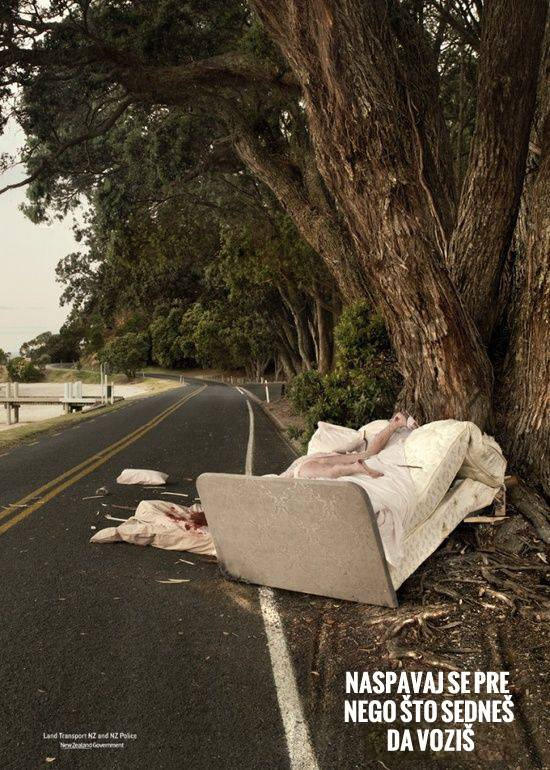 NASPAVAJ SE PRE
NEGO ŠTO SEDNEŠ
DA VOZIŠ
Land Transport NZ and NZ Police
New Zealand Government